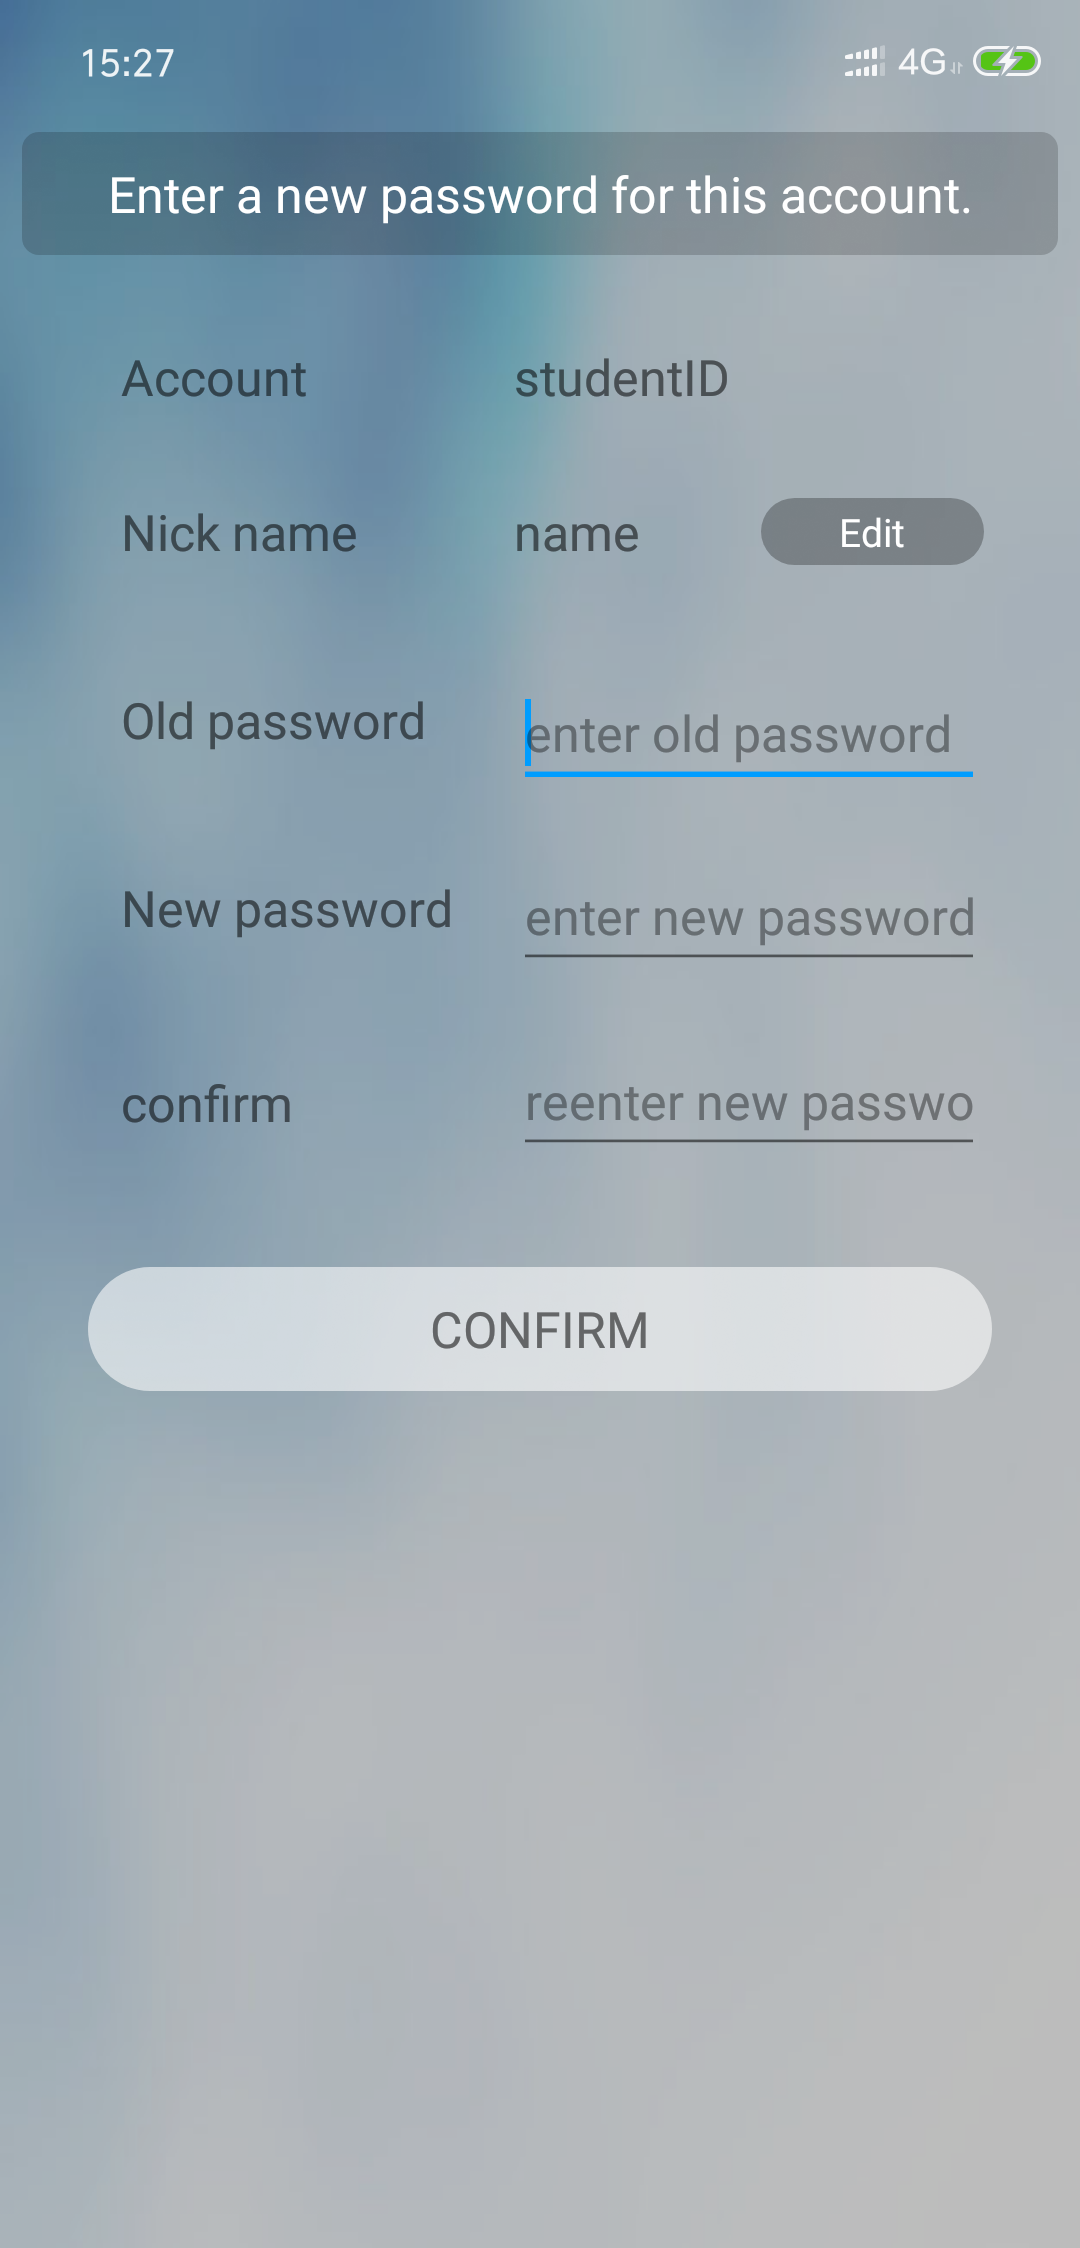 15:27 4G
Enter a new password for this account.
Account studentID
Nick name name Edit
Old password enter old password
New password enter new password
confirm reenter new passwo
CONFIRM